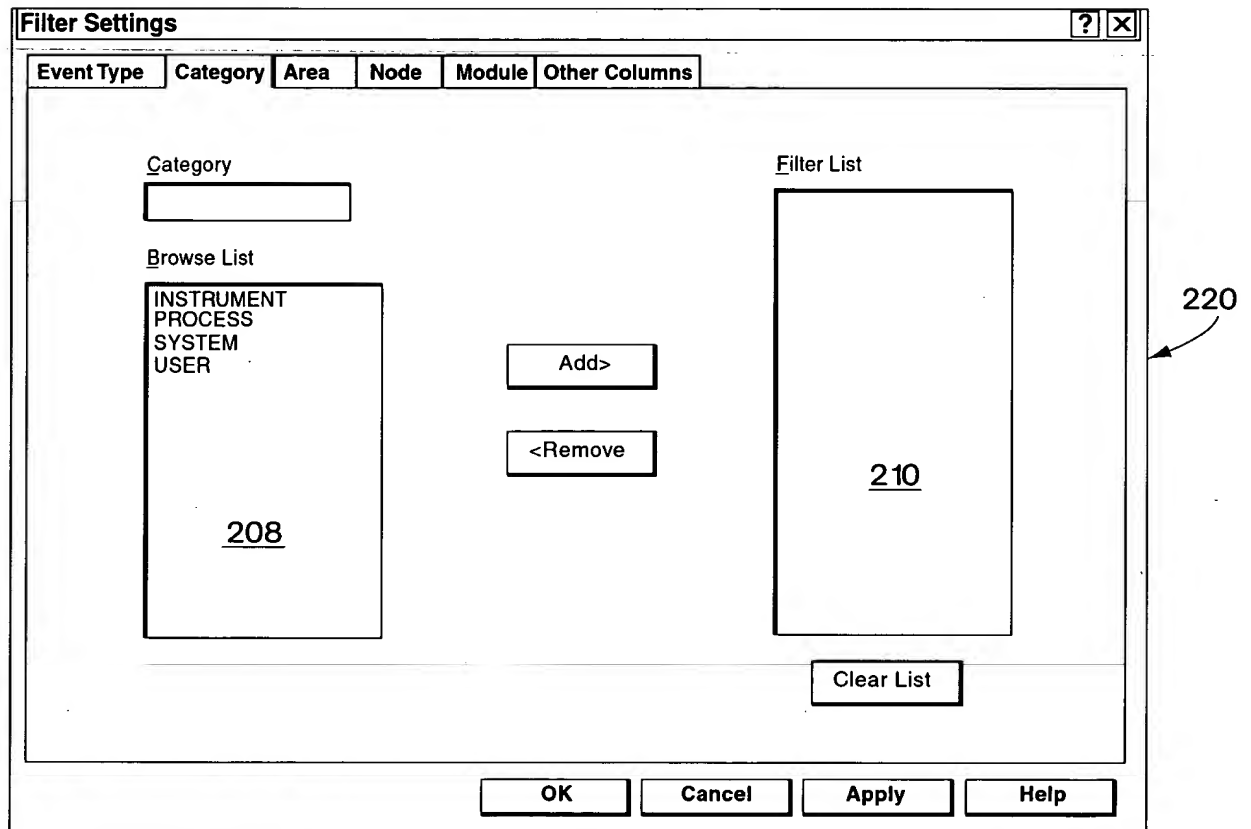 Filter Settings ? X
Event Type Category Area Node Module Other Columns
Category
Filter List
Browse List
INSTRUMENT
PROCESS
SYSTEM
USER
220
Add>
<Remove
210
208
Clear List
OK Cancel Apply Help